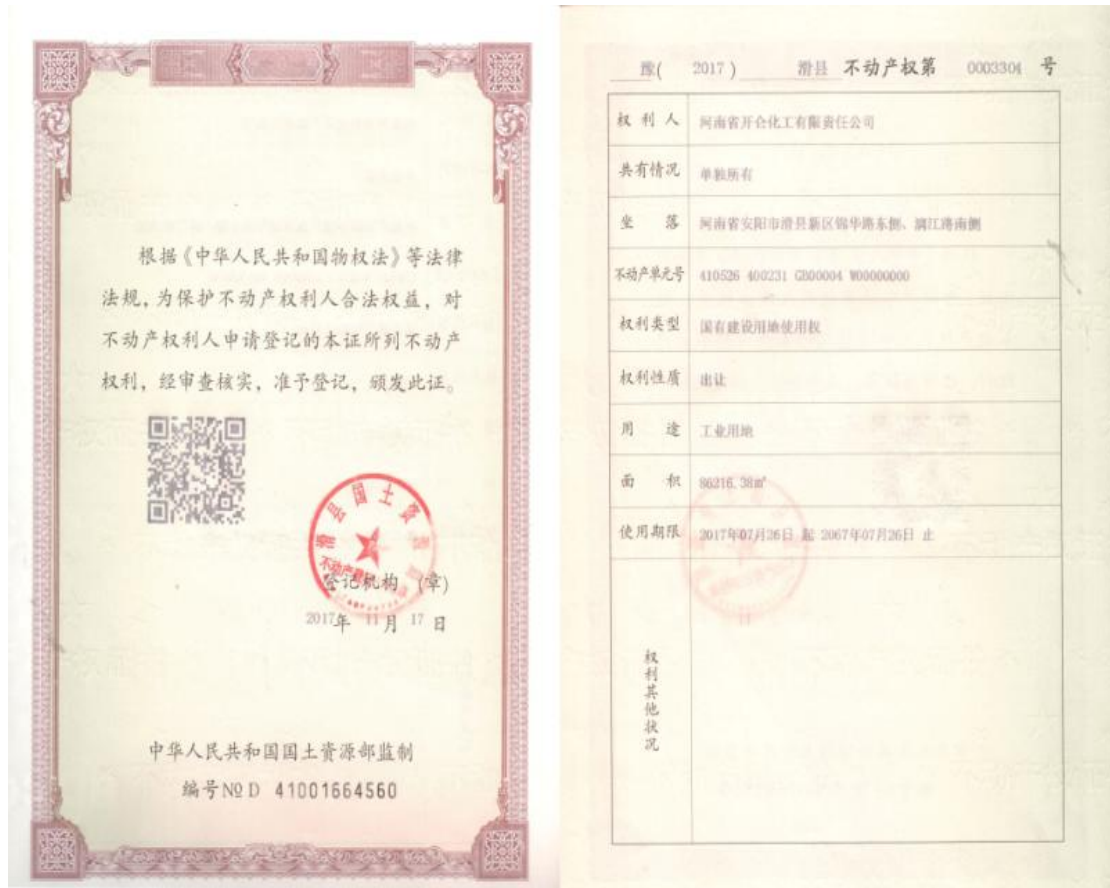 根据《中华人民共和国物权法》等法律
法规,为保护不动产权利人合法权益,对
不动产权利人申请登记的本证所列不动产
权利,经审查核实,准予登记,颁发此证。
滑县国土资源局
不动产登记
登记机构 (章)
2017年 11月 17日
中华人民共和国国土资源部监制
编号№ D 41001664560
豫( 2017 ) 滑县 不动产权第 0003304 号
权利人 河南省开仑化工有限责任公司
共有情况 单独所有
坐落 河南省安阳市滑县新区锦华路东侧、漓江路南侧
不动产单元号 410526 400231 GB00004 W00000000
权利类型 国有建设用地使用权
权利性质 出让
用途 工业用地
面积 86216.38㎡
使用期限 2017年07月26日 起 2067年07月26日 止
权利其他状况